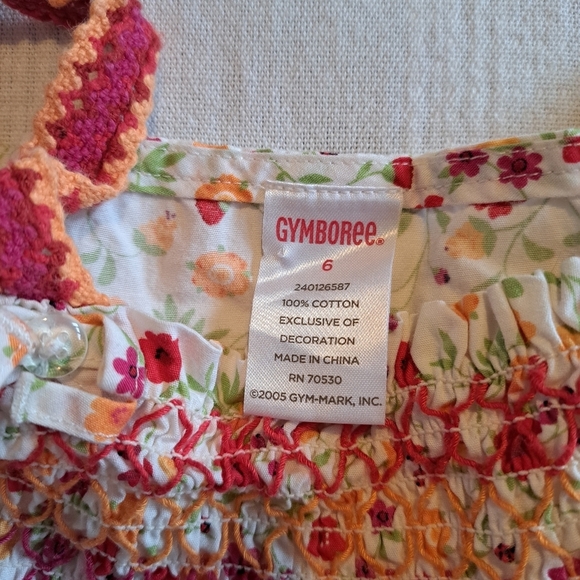 GYMBOREE®
6
240126587
100% COTTON
EXCLUSIVE OF
DECORATION
MADE IN CHINA
RN 70530
©2005 GYM-MARK, INC.